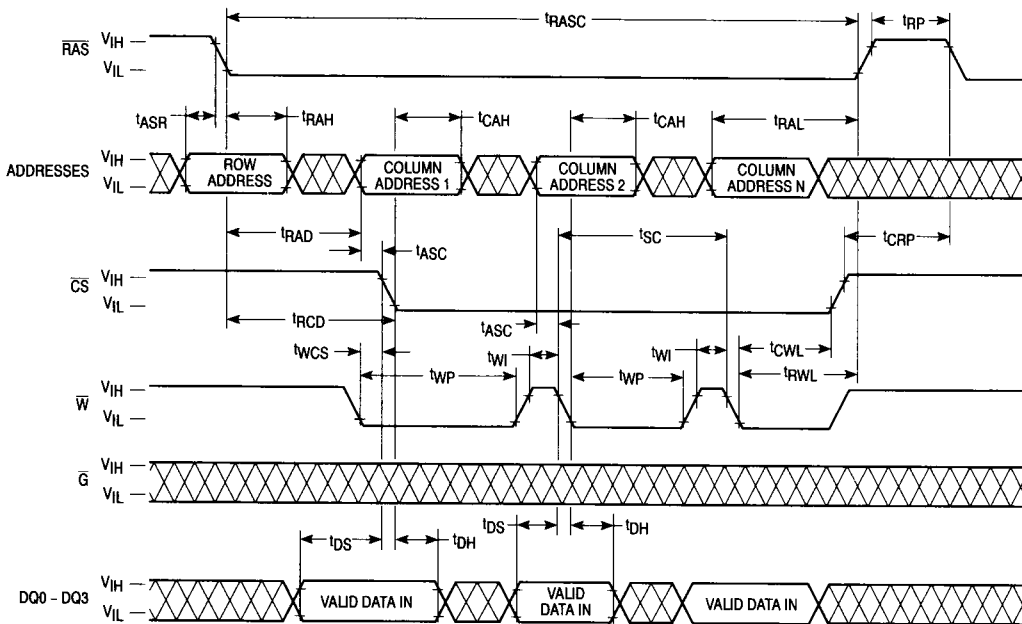 tRASC tRP
RAS VIH
VIL
tASR tRAH tCAH tCAH tRAL
ADDRESSES VIH
VIL
ROW ADDRESS
COLUMN ADDRESS 1
COLUMN ADDRESS 2
COLUMN ADDRESS N
tRAD tASC tSC tCRP
CS VIH
VIL
tRCD tASC tCWL
tWCS tWP tWI tWP tWI tRWL
W VIH
VIL
G VIH
VIL
tDS tDH tDS tDH
DQ0 – DQ3 VIH
VIL
VALID DATA IN
VALID DATA IN
VALID DATA IN